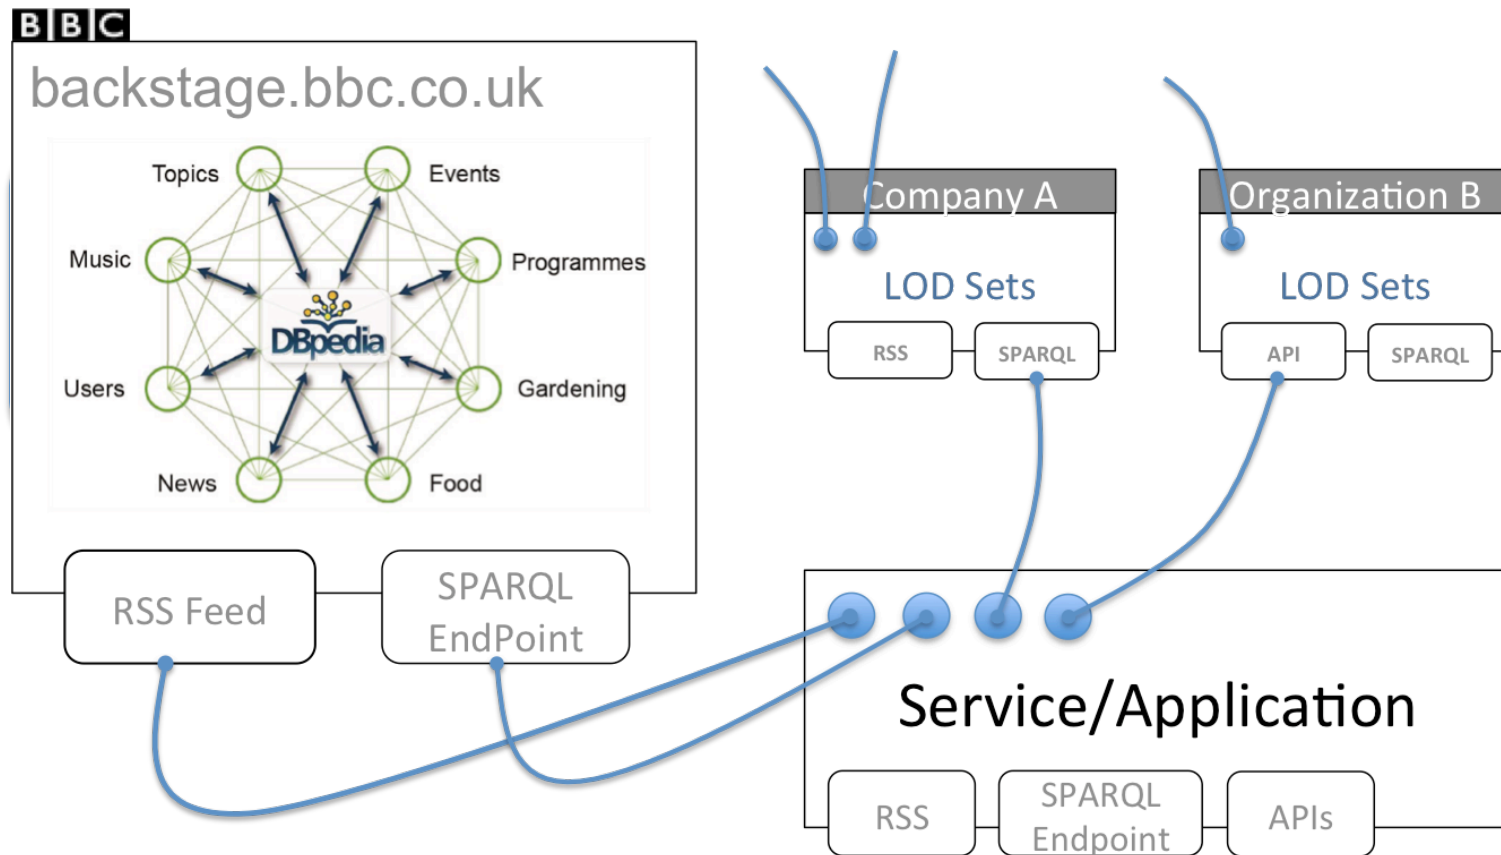 BBC
backstage.bbc.co.uk
Topics
Events
Music
Programmes
DBpedia
Users
Gardening
News
Food
RSS Feed
SPARQL
EndPoint
Company A
LOD Sets
RSS
SPARQL
Organization B
LOD Sets
API
SPARQL
Service/Application
RSS
SPARQL
Endpoint
APIs